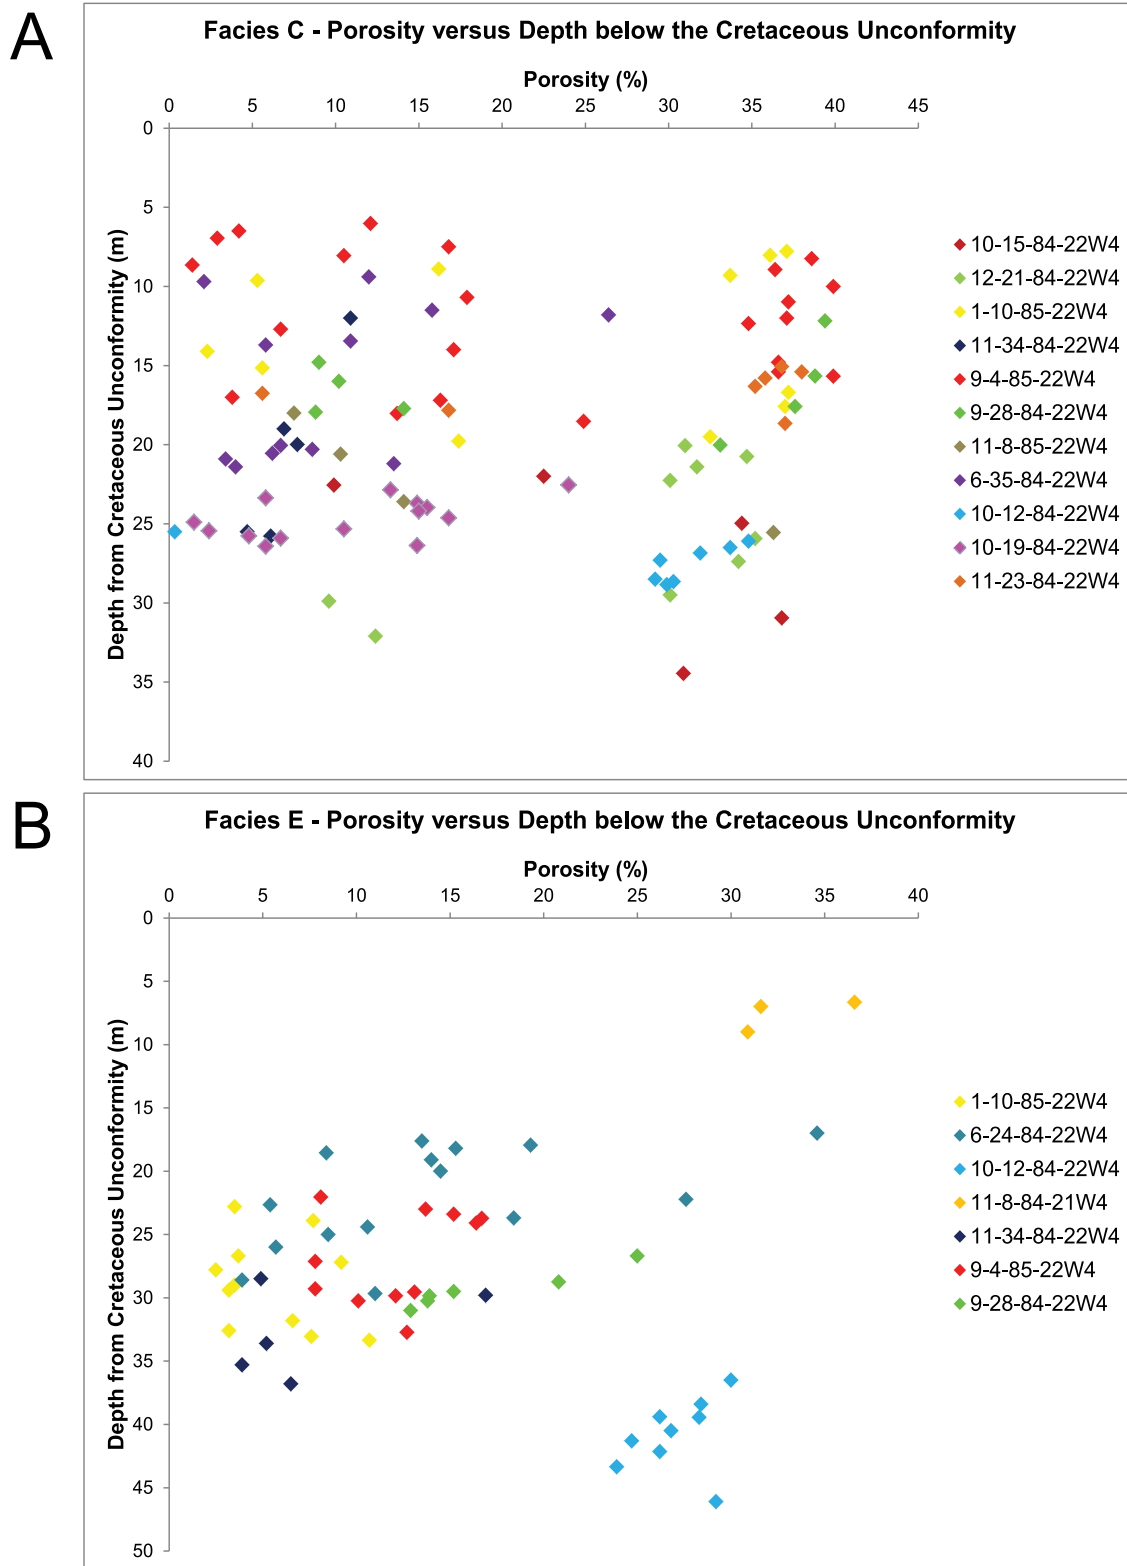 A
Facies C - Porosity versus Depth below the Cretaceous Unconformity
Porosity (%)
0 5 10 15 20 25 30 35 40 45
Depth from Cretaceous Unconformity (m)
0
5
10
15
20
25
30
35
40
10-15-84-22W4
12-21-84-22W4
1-10-85-22W4
11-34-84-22W4
9-4-85-22W4
9-28-84-22W4
11-8-85-22W4
6-35-84-22W4
10-12-84-22W4
10-19-84-22W4
11-23-84-22W4
B
Facies E - Porosity versus Depth below the Cretaceous Unconformity
Porosity (%)
0 5 10 15 20 25 30 35 40
Depth from Cretaceous Unconformity (m)
0
5
10
15
20
25
30
35
40
45
50
1-10-85-22W4
6-24-84-22W4
10-12-84-22W4
11-8-84-21W4
11-34-84-22W4
9-4-85-22W4
9-28-84-22W4